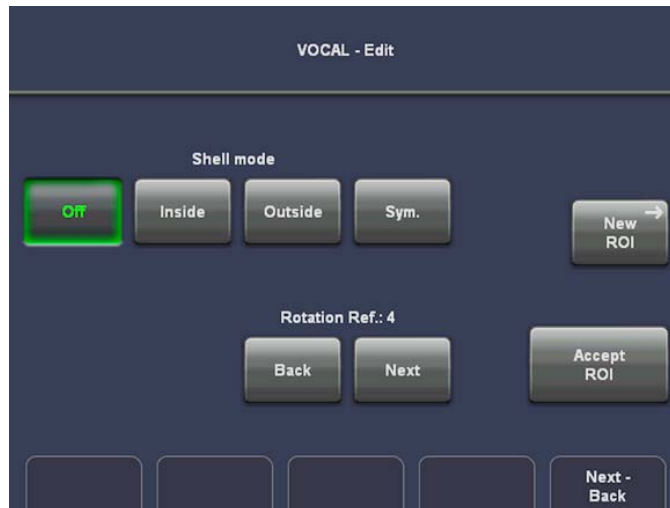 VOCAL - Edit
Shell mode
Off
Inside
Outside
Sym.
New
ROI
Rotation Ref.: 4
Back
Next
Accept
ROI
Next -
Back